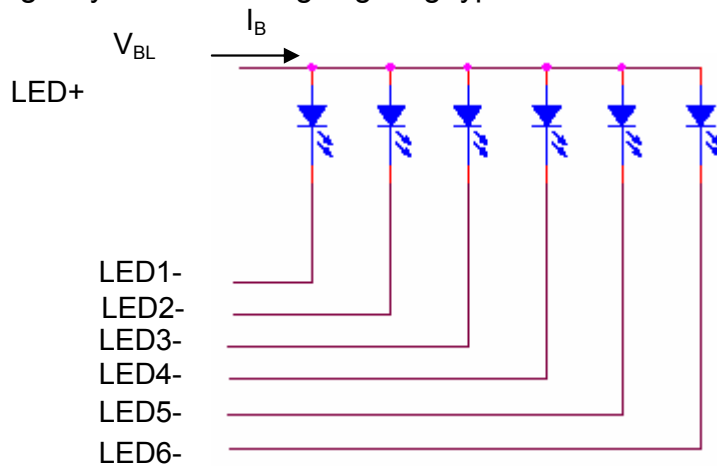 I_B
V_BL
LED+
LED1-
LED2-
LED3-
LED4-
LED5-
LED6-